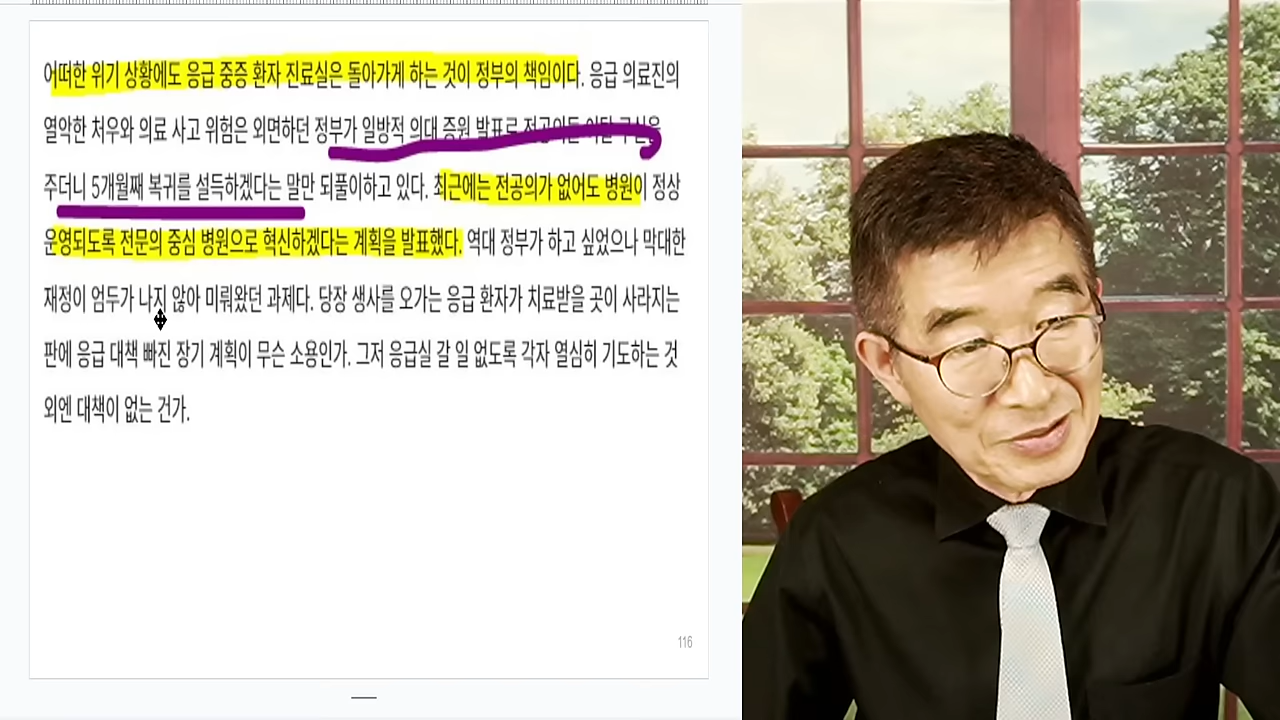 어떠한 위기 상황에도 응급 중증 환자 진료실은 돌아가게 하는 것이 정부의 책임이다. 응급 의료진의
열악한 처우와 의료 사고 위험은 외면하던 정부가 일방적 의대 증원 발표로 전공의들 이탈 구실을
주더니 5개월째 복귀를 설득하겠다는 말만 되풀이하고 있다. 최근에는 전공의가 없어도 병원이 정상
운영되도록 전문의 중심 병원으로 혁신하겠다는 계획을 발표했다. 역대 정부가 하고 싶었으나 막대한
재정이 엄두가 나지 않아 미뤄왔던 과제다. 당장 생사를 오가는 응급 환자가 치료받을 곳이 사라지는
판에 응급 대책 빠진 장기 계획이 무슨 소용인가. 그저 응급실 갈 일 없도록 각자 열심히 기도하는 것
외엔 대책이 없는 건가.
116